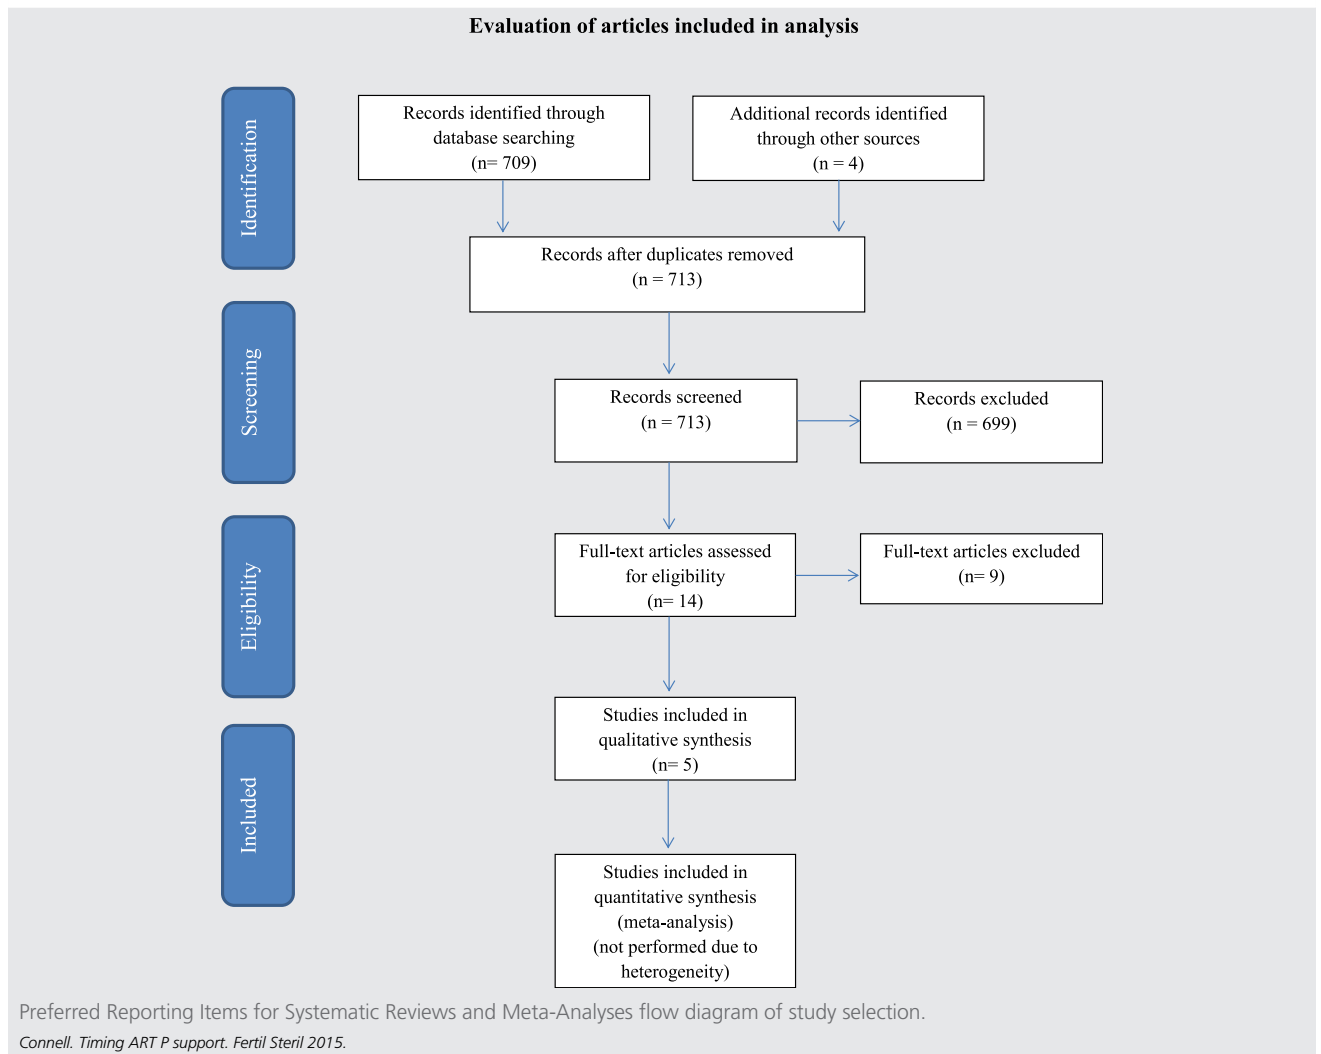 Evaluation of articles included in analysis
Identification
Records identified through
database searching
(n= 709)
Additional records identified
through other sources
(n = 4)
Records after duplicates removed
(n = 713)
Screening
Records screened
(n = 713)
Records excluded
(n = 699)
Eligibility
Full-text articles assessed
for eligibility
(n= 14)
Full-text articles excluded
(n= 9)
Included
Studies included in
qualitative synthesis
(n= 5)
Studies included in
quantitative synthesis
(meta-analysis)
(not performed due to
heterogeneity)
Preferred Reporting Items for Systematic Reviews and Meta-Analyses flow diagram of study selection.
Connell. Timing ART P support. Fertil Steril 2015.